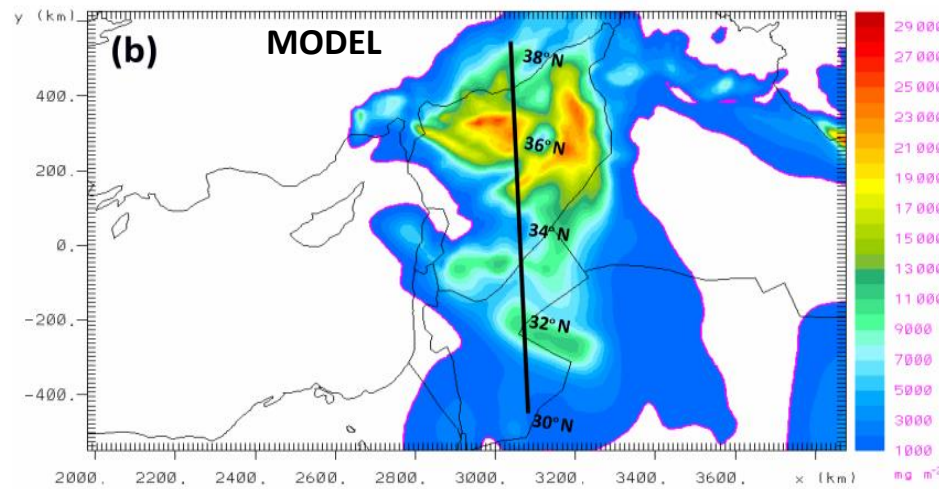 y (km)
(b)
MODEL
400.
200.
0.
-200.
-400.
38°N
36°N
34°N
32°N
30°N
2000. 2200. 2400. 2600. 2800. 3000. 3200. 3400. 3600. x (km)
29000
27000
25000
23000
21000
19000
17000
15000
13000
11000
9000
7000
5000
3000
1000
mg m⁻²